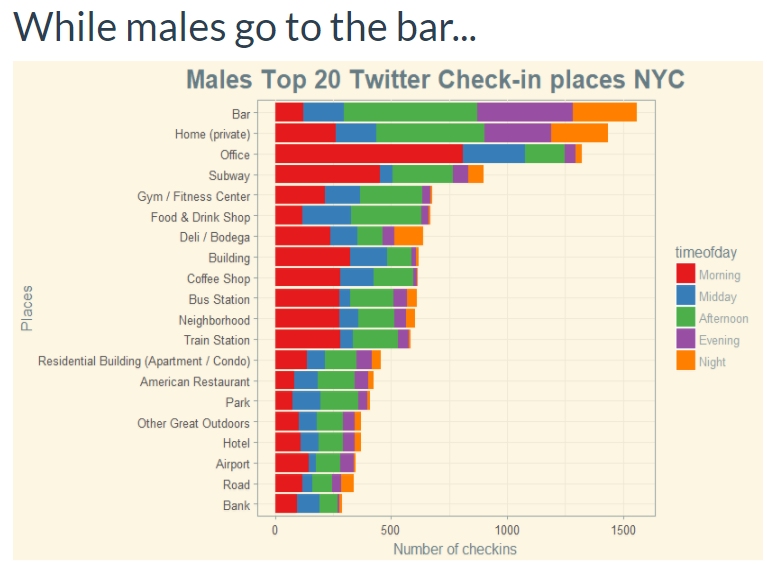 While males go to the bar...
Males Top 20 Twitter Check-in places NYC
Places
Bar
Home (private)
Office
Subway
Gym / Fitness Center
Food & Drink Shop
Deli / Bodega
Building
Coffee Shop
Bus Station
Neighborhood
Train Station
Residential Building (Apartment / Condo)
American Restaurant
Park
Other Great Outdoors
Hotel
Airport
Road
Bank
0 500 1000 1500
Number of checkins
timeofday
Morning
Midday
Afternoon
Evening
Night